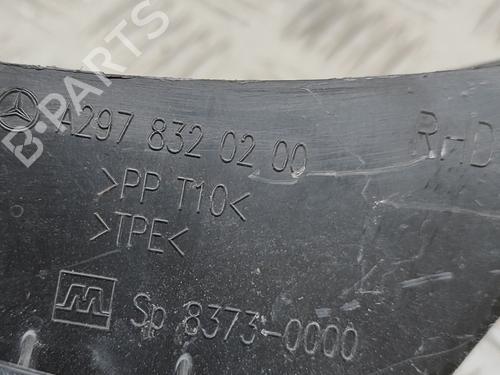 A297 832 02 00 RHD
>PP T10<
>TPE<
Sp 8373-0000
B-PARTS